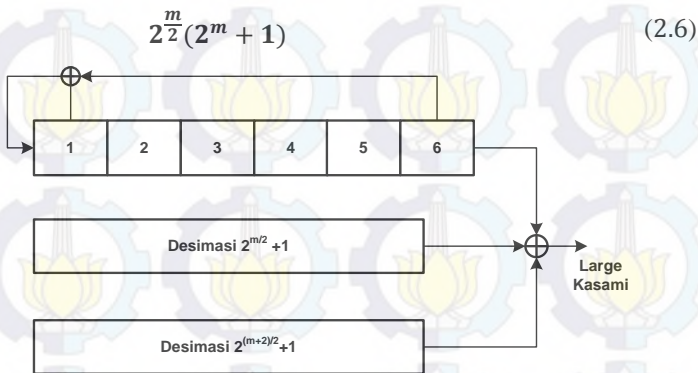 2^{\frac{m}{2}}(2^m + 1) (2.6)
1 2 3 4 5 6
Desimasi 2^{m/2} +1
Large
Kasami
Desimasi 2^{(m+2)/2}+1